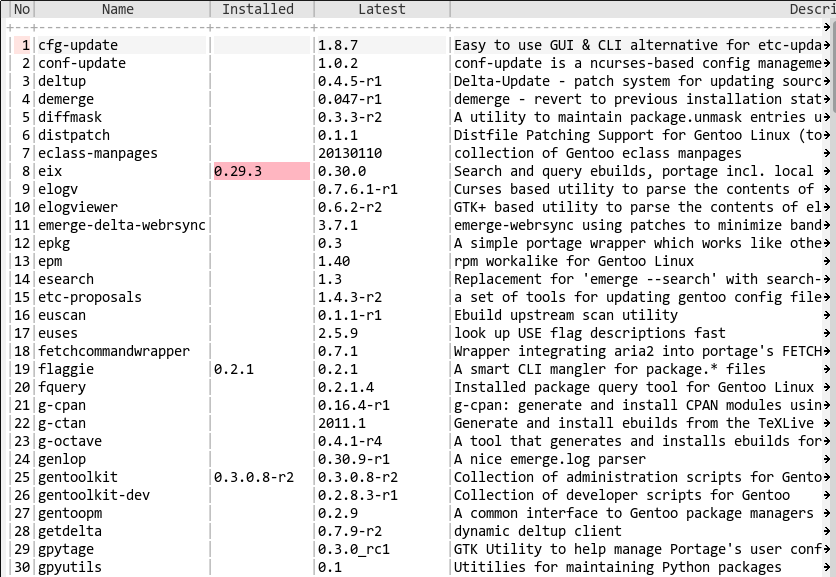 No Name Installed Latest Descri
1 cfg-update 1.8.7 Easy to use GUI & CLI alternative for etc-upda
2 conf-update 1.0.2 conf-update is a ncurses-based config manageme
3 deltup 0.4.5-r1 Delta-Update - patch system for updating sourc
4 demerge 0.047-r1 demerge - revert to previous installation stat
5 diffmask 0.3.3-r2 A utility to maintain package.unmask entries u
6 distpatch 0.1.1 Distfile Patching Support for Gentoo Linux (to
7 eclass-manpages 20130110 collection of Gentoo eclass manpages
8 eix 0.29.3 0.30.0 Search and query ebuilds, portage incl. local
9 elogv 0.7.6.1-r1 Curses based utility to parse the contents of
10 elogviewer 0.6.2-r2 GTK+ based utility to parse the contents of el
11 emerge-delta-webrsync 3.7.1 emerge-webrsync using patches to minimize band
12 epkg 0.3 A simple portage wrapper which works like othe
13 epm 1.40 rpm workalike for Gentoo Linux
14 esearch 1.3 Replacement for 'emerge --search' with search-
15 etc-proposals 1.4.3-r2 a set of tools for updating gentoo config file
16 euscan 0.1.1-r1 Ebuild upstream scan utility
17 euses 2.5.9 look up USE flag descriptions fast
18 fetchcommandwrapper 0.7.1 Wrapper integrating aria2 into portage's FETCH
19 flaggie 0.2.1 0.2.1 A smart CLI mangler for package.* files
20 fquery 0.2.1.4 Installed package query tool for Gentoo Linux
21 g-cpan 0.16.4-r1 g-cpan: generate and install CPAN modules usin
22 g-ctan 2011.1 Generate and install ebuilds from the TeXLive
23 g-octave 0.4.1-r4 A tool that generates and installs ebuilds for
24 genlop 0.30.9-r1 A nice emerge.log parser
25 gentoolkit 0.3.0.8-r2 0.3.0.8-r2 Collection of administration scripts for Gento
26 gentoolkit-dev 0.2.8.3-r1 Collection of developer scripts for Gentoo
27 gentoopm 0.2.9 A common interface to Gentoo package managers
28 getdelta 0.7.9-r2 dynamic deltup client
29 gpytage 0.3.0_rc1 GTK Utility to help manage Portage's user conf
30 gpyutils 0.1 Utitilies for maintaining Python packages